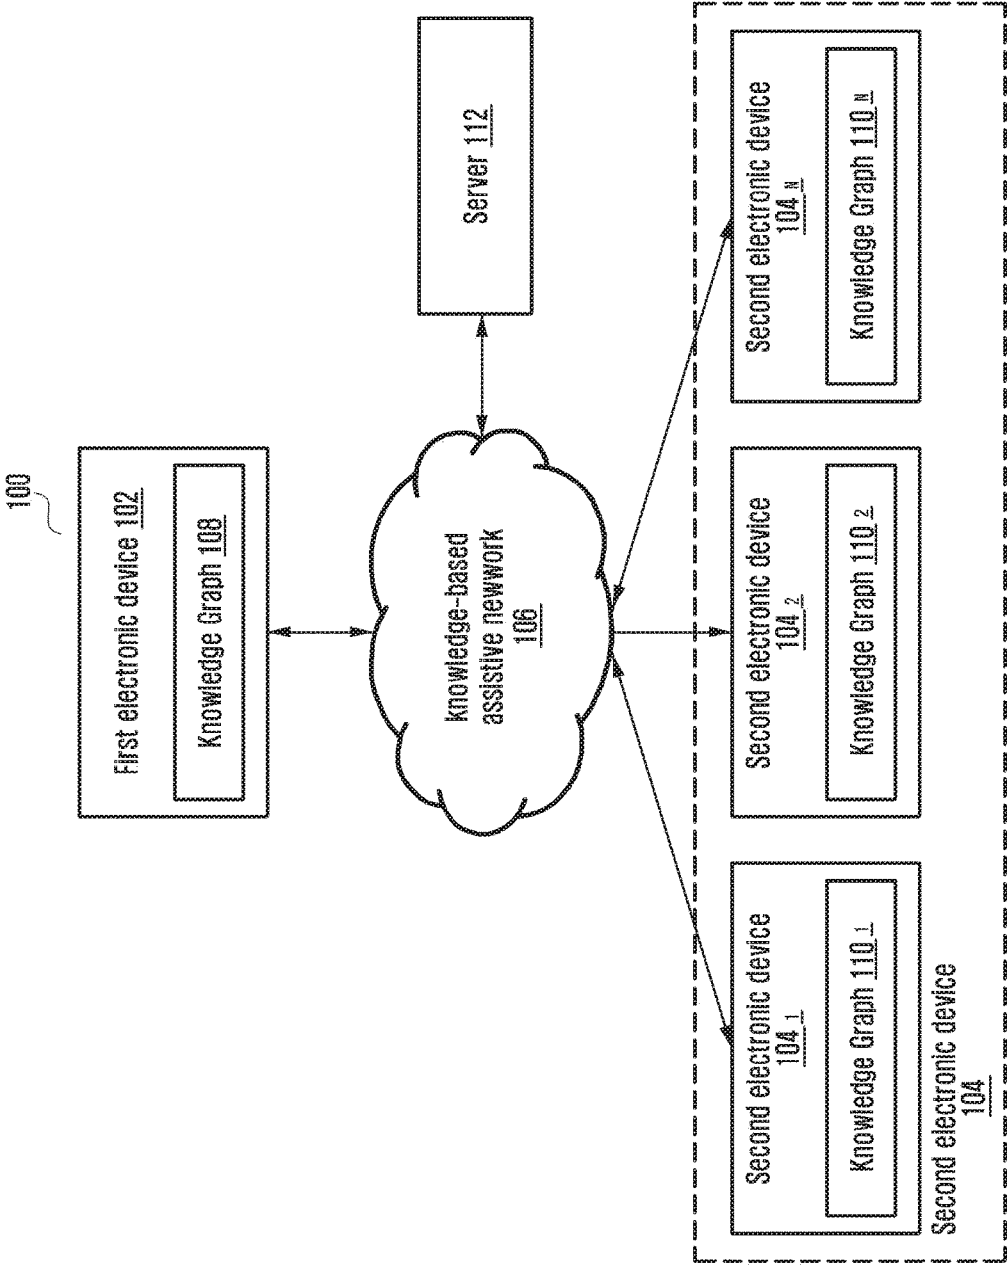 100
First electronic device 102
Knowledge Graph 108
knowledge-based
assistive newwork
106
Server 112
Second electronic device
104 1
Knowledge Graph 110 1
Second electronic device
104 2
Knowledge Graph 110 2
Second electronic device
104 N
Knowledge Graph 110 N
Second electronic device
104